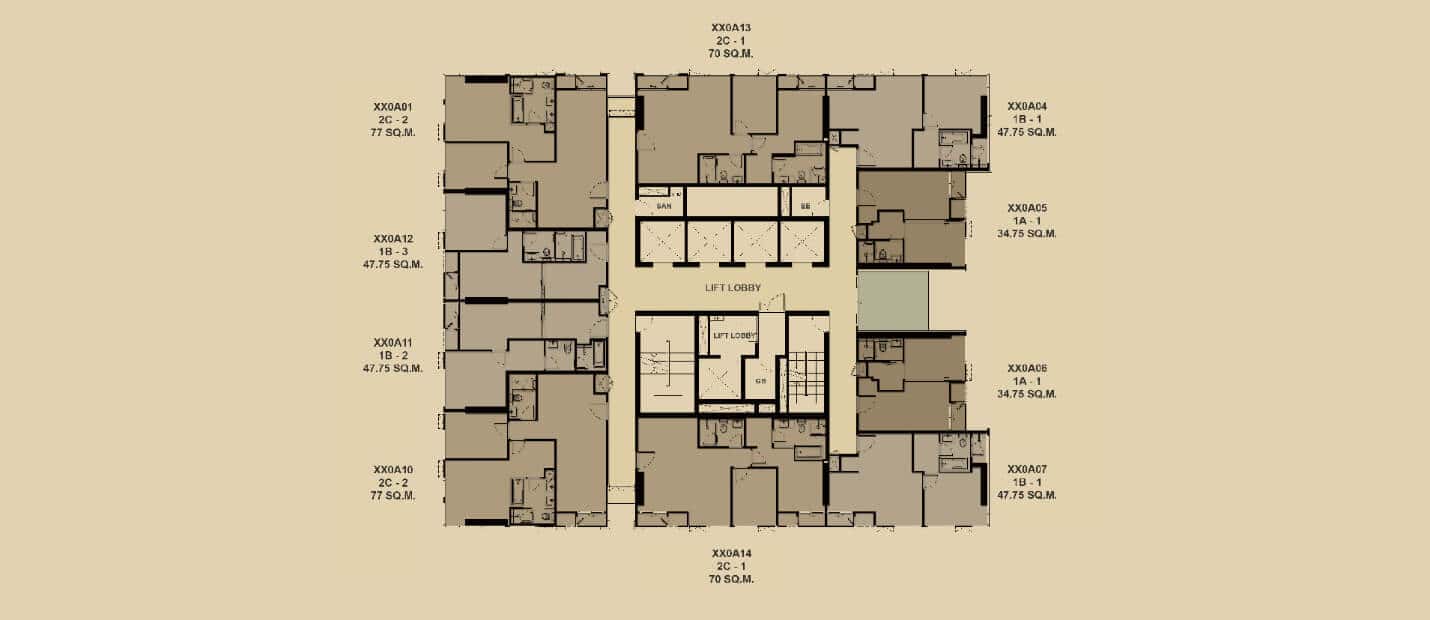 XX0A13
2C - 1
70 SQ.M.
XX0A01
2C - 2
77 SQ.M.
XX0A04
1B - 1
47.75 SQ.M.
SAN
EE
XX0A05
1A - 1
34.75 SQ.M.
XX0A12
1B - 3
47.75 SQ.M.
LIFT LOBBY
LIFT LOBBY
XX0A11
1B - 2
47.75 SQ.M.
XX0A06
1A - 1
34.75 SQ.M.
XX0A10
2C - 2
77 SQ.M.
XX0A07
1B - 1
47.75 SQ.M.
XX0A14
2C - 1
70 SQ.M.